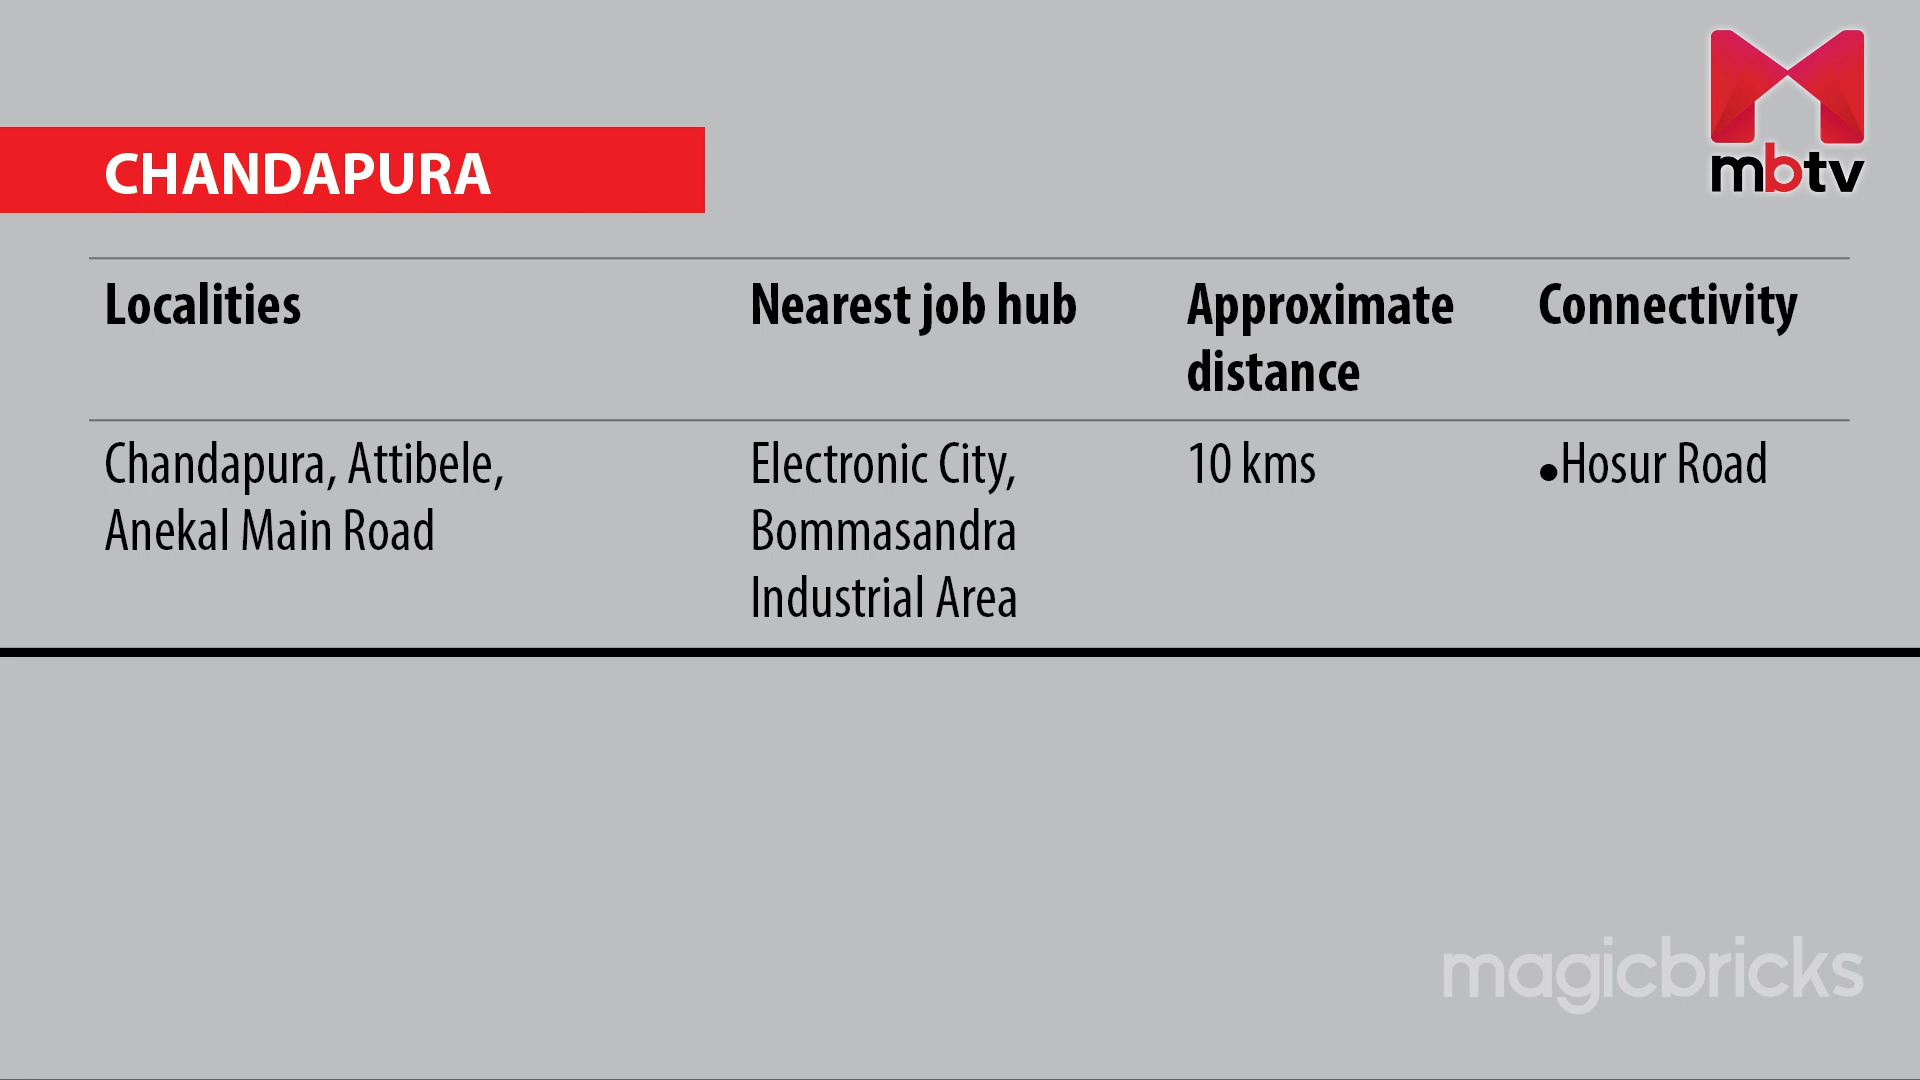 mbtv
CHANDAPURA
Localities
Nearest job hub
Approximate
distance
Connectivity
Chandapura, Attibele,
Anekal Main Road
Electronic City,
Bommasandra
Industrial Area
10 kms
•Hosur Road
magicbricks